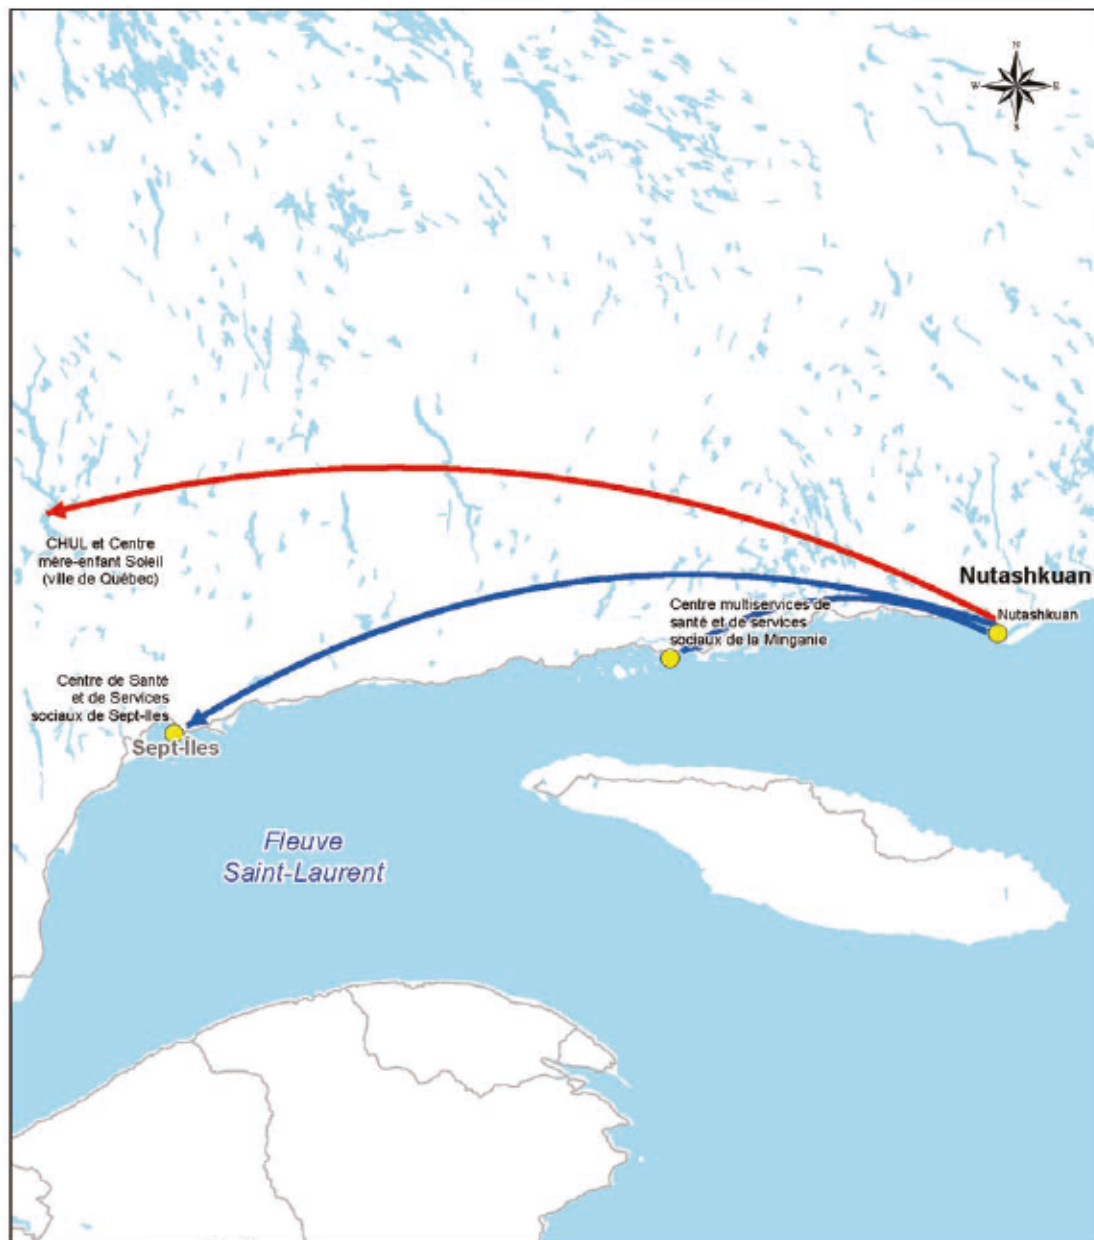 N
W
E
S
CHUL et Centre
mère-enfant Soleil
(ville de Québec)
Nutashkuan
Nutashkuan
Centre multiservices de
santé et de services
sociaux de la Minganie
Centre de Santé
et de Services
sociaux de Sept-Iles
Sept-Îles
Fleuve
Saint-Laurent